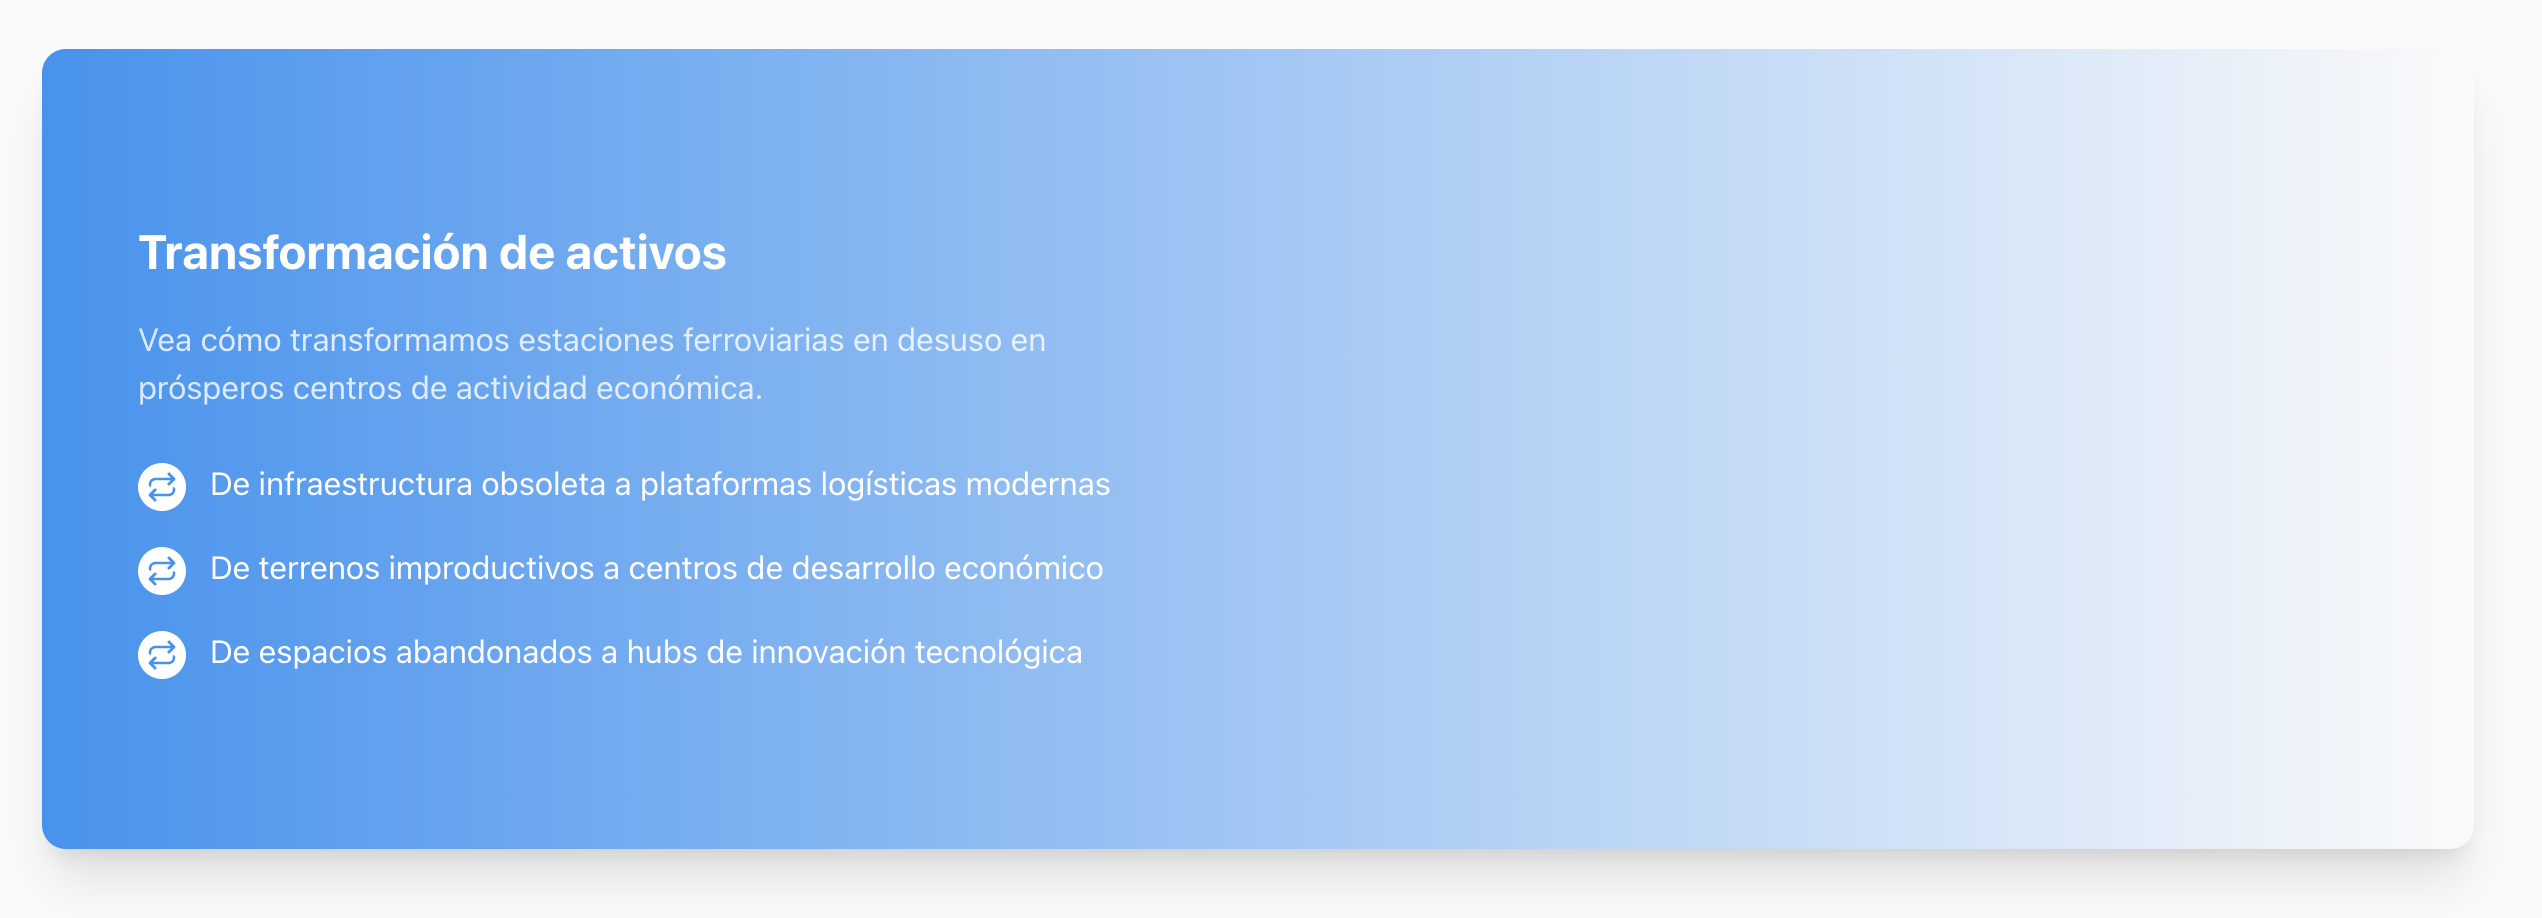 Transformación de activos
Vea cómo transformamos estaciones ferroviarias en desuso en
prósperos centros de actividad económica.
De infraestructura obsoleta a plataformas logísticas modernas
De terrenos improductivos a centros de desarrollo económico
De espacios abandonados a hubs de innovación tecnológica